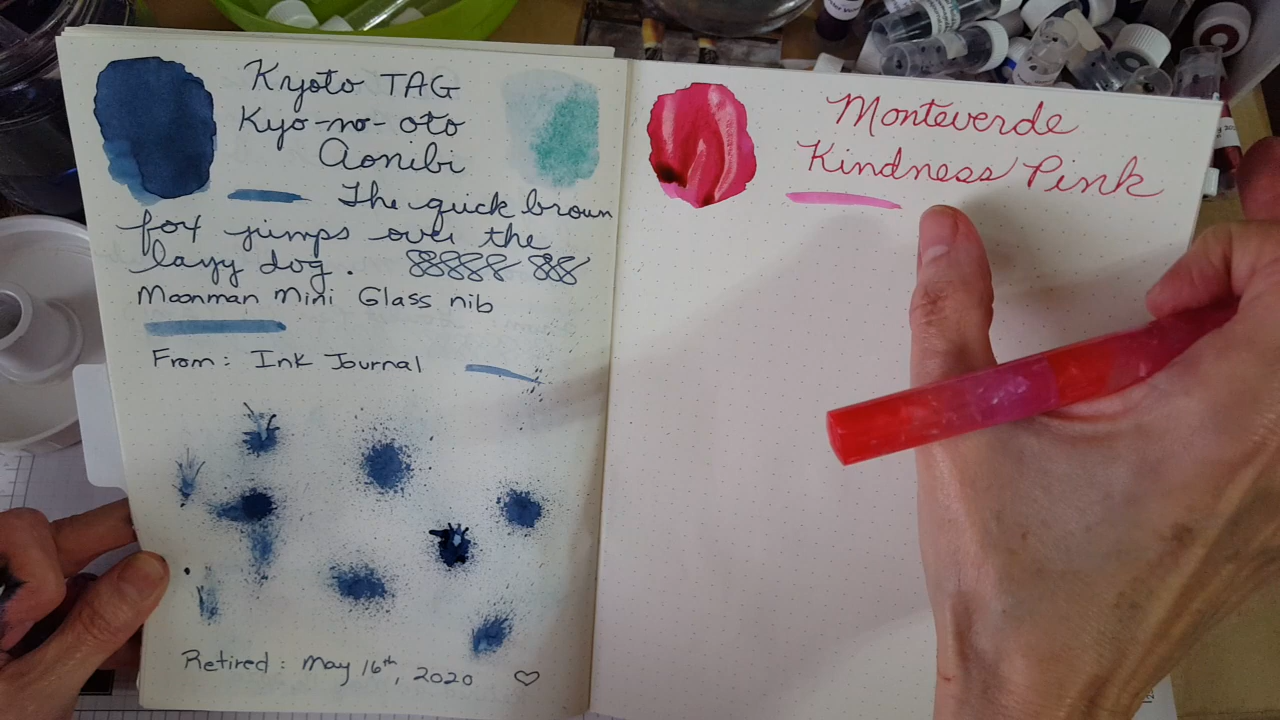 Kyoto TAG
Kyo-no-oto
Aonibi
The quick brown
fox jumps over the
lazy dog. 8888 88
Moonman Mini Glass nib
From: Ink Journal
Retired: May 16th, 2020 ♡
Monteverde
Kindness Pink